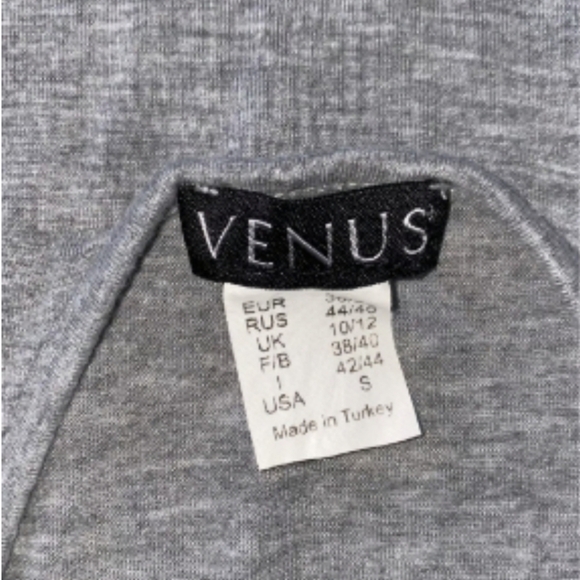 VENUS
EUR
RUS 44/46
UK 10/12
F/B 38/40
I 42/44
USA S
Made in Turkey